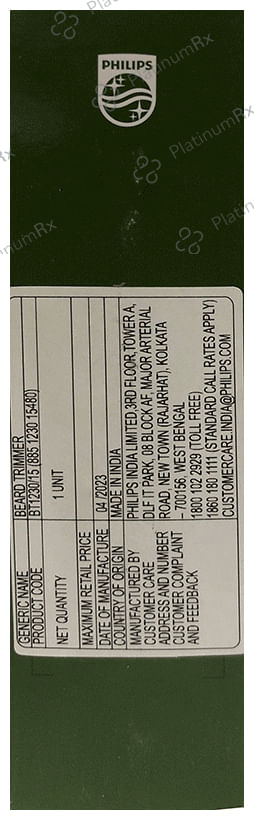 PHILIPS
GENERIC NAME BEARD TRIMMER
PRODUCT CODE BT1230/15 (885 1230 15480)
NET QUANTITY 1 UNIT
MAXIMUM RETAIL PRICE
DATE OF MANUFACTURE 04/2023
COUNTRY OF ORIGIN MADE IN INDIA
MANUFACTURED BY PHILIPS INDIA LIMITED, 3RD FLOOR, TOWER A,
CUSTOMER CARE DLF IT PARK, 08 BLOCK AF, MAJOR ARTERIAL
ADDRESS AND NUMBER ROAD, NEW TOWN (RAJARHAT), KOLKATA
CUSTOMER COMPLAINT – 700156, WEST BENGAL
AND FEEDBACK 1800 102 2929 (TOLL FREE)
1860 180 1111 (STANDARD CALL RATES APPLY)
CUSTOMERCARE.INDIA@PHILIPS.COM
PlatinumRx
PlatinumRx